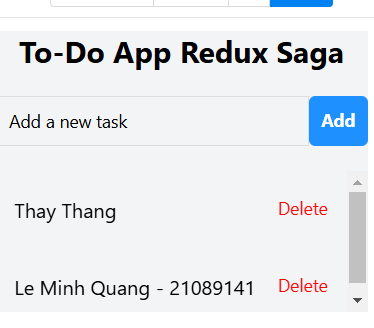 To-Do App Redux Saga
Add a new task
Add
Thay Thang
Delete
Le Minh Quang - 21089141
Delete